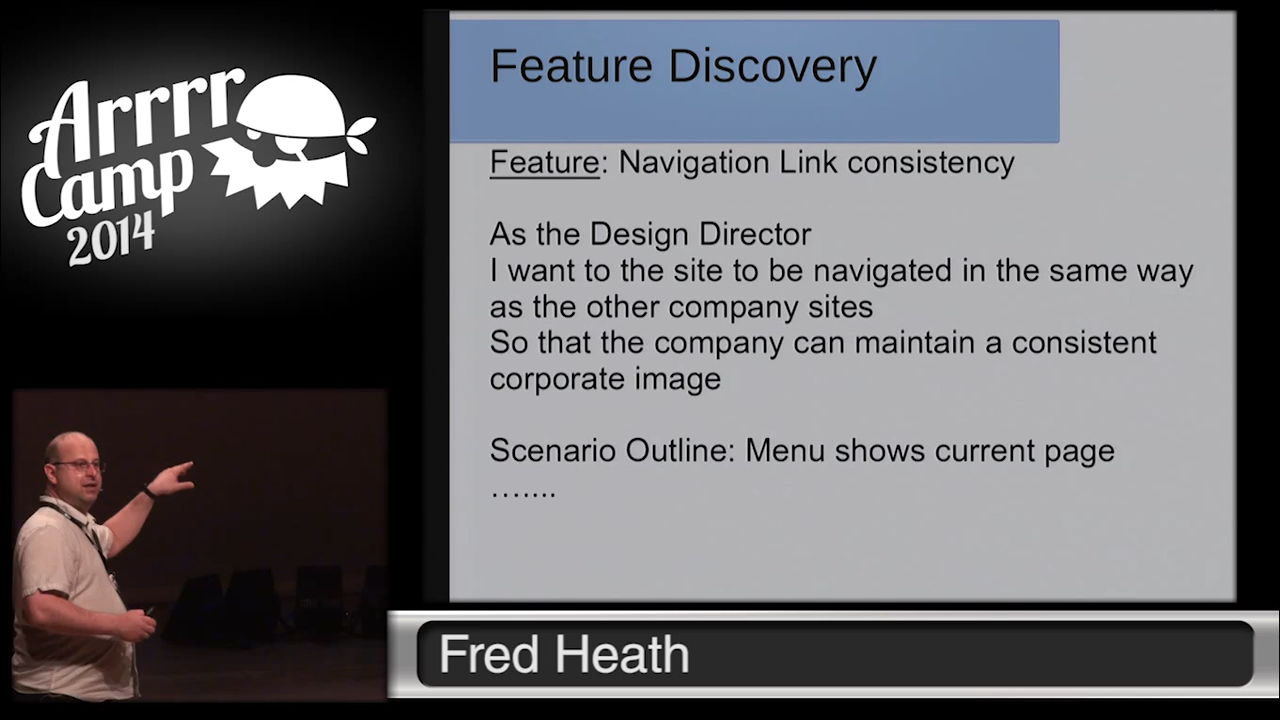 Arrrr
Camp
2014
Feature Discovery
Feature: Navigation Link consistency
As the Design Director
I want to the site to be navigated in the same way
as the other company sites
So that the company can maintain a consistent
corporate image
Scenario Outline: Menu shows current page
…....
Fred Heath